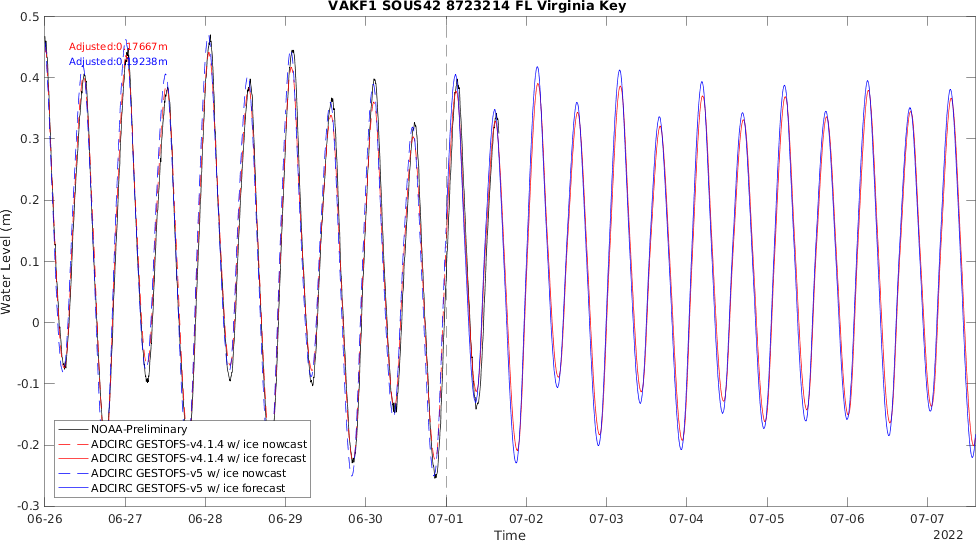 VAKF1 SOUS42 8723214 FL Virginia Key
Adjusted:0.17667m
Adjusted:0.19238m
Water Level (m)
0.5
0.4
0.3
0.2
0.1
0
-0.1
-0.2
-0.3
NOAA-Preliminary
ADCIRC GESTOFS-v4.1.4 w/ ice nowcast
ADCIRC GESTOFS-v4.1.4 w/ ice forecast
ADCIRC GESTOFS-v5 w/ ice nowcast
ADCIRC GESTOFS-v5 w/ ice forecast
06-26 06-27 06-28 06-29 06-30 07-01 07-02 07-03 07-04 07-05 07-06 07-07
Time
2022